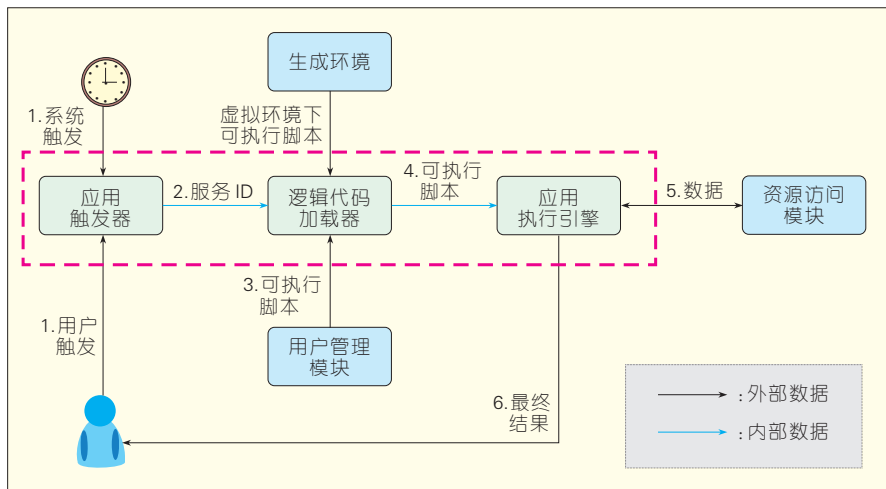 生成环境
1.系统
触发
虚拟环境下
可执行脚本
应用
触发器
2.服务 ID
逻辑代码
加载器
4.可执行
脚本
应用
执行引擎
5.数据
资源访问
模块
3.可执行
脚本
1.用户
触发
用户管理
模块
6.最终
结果
:外部数据
:内部数据